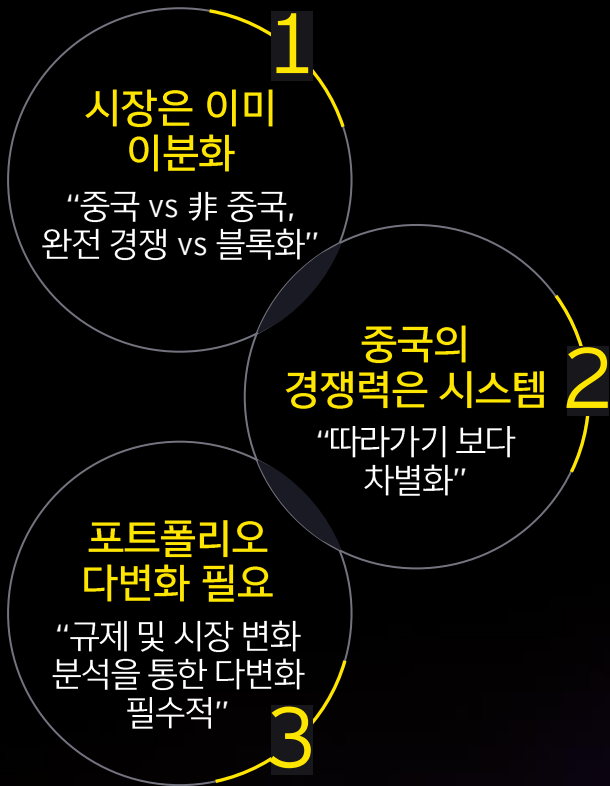 1
시장은 이미
이분화
“중국 vs 非 중국,
완전 경쟁 vs 블록화”
중국의
경쟁력은 시스템
2
“따라가기 보다
차별화”
포트폴리오
다변화 필요
“규제 및 시장 변화
분석을 통한 다변화
필수적”
3